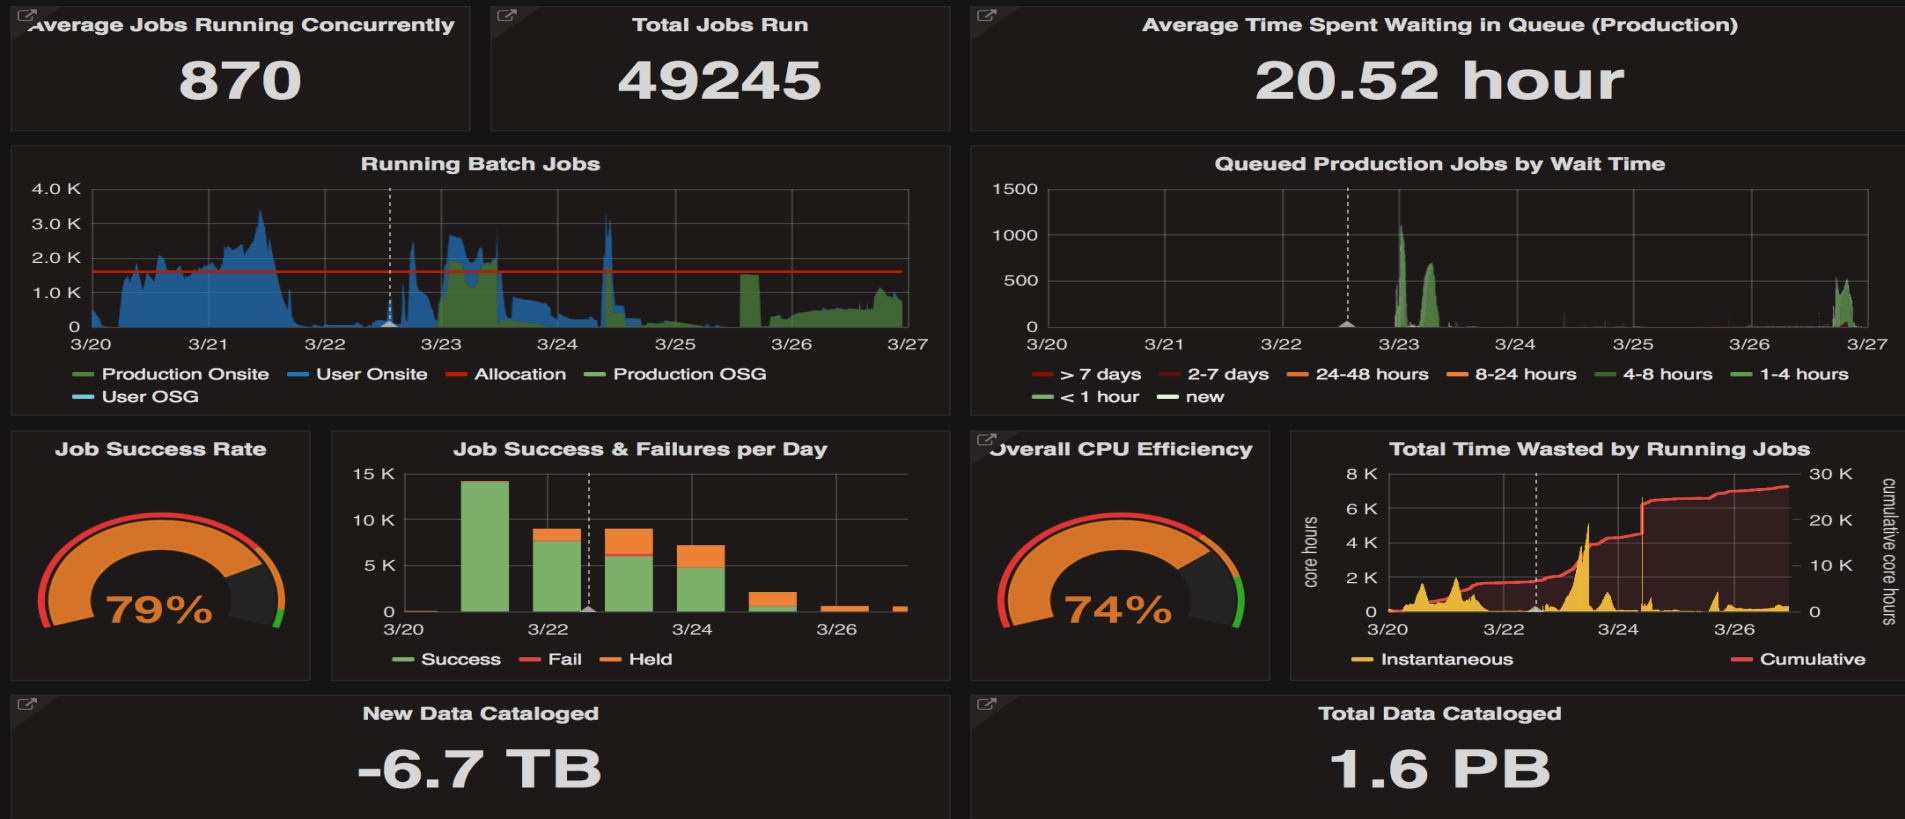 Average Jobs Running Concurrently
870
Total Jobs Run
49245
Average Time Spent Waiting in Queue (Production)
20.52 hour
Running Batch Jobs
4.0 K
3.0 K
2.0 K
1.0 K
0
3/20 3/21 3/22 3/23 3/24 3/25 3/26 3/27
Production Onsite User Onsite Allocation Production OSG
User OSG
Queued Production Jobs by Wait Time
1500
1000
500
0
3/20 3/21 3/22 3/23 3/24 3/25 3/26 3/27
> 7 days 2-7 days 24-48 hours 8-24 hours 4-8 hours 1-4 hours
< 1 hour new
Job Success Rate
79%
Job Success & Failures per Day
15 K
10 K
5 K
0
3/20 3/22 3/24 3/26
Success Fail Held
Overall CPU Efficiency
74%
Total Time Wasted by Running Jobs
core hours
8 K
6 K
4 K
2 K
0
30 K
20 K
10 K
0
cumulative core hours
3/20 3/22 3/24 3/26
Instantaneous Cumulative
New Data Cataloged
-6.7 TB
Total Data Cataloged
1.6 PB